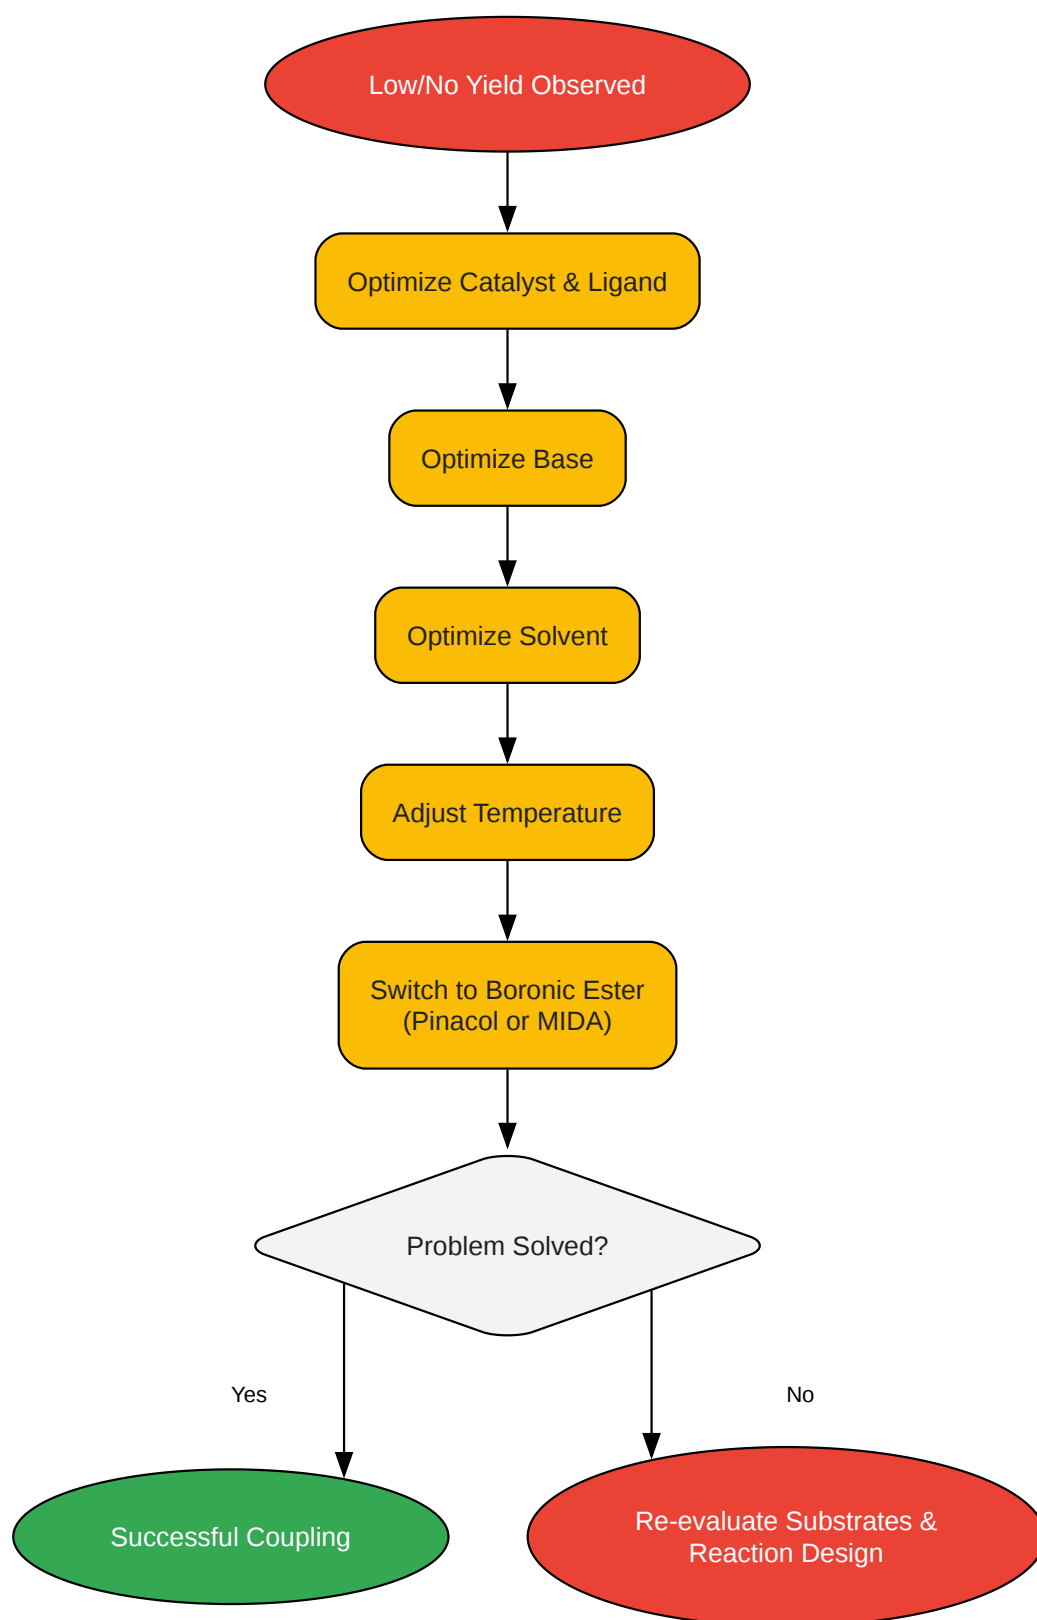 Low/No Yield Observed
Optimize Catalyst & Ligand
Optimize Base
Optimize Solvent
Adjust Temperature
Switch to Boronic Ester
(Pinacol or MIDA)
Problem Solved?
Yes
No
Successful Coupling
Re-evaluate Substrates &
Reaction Design